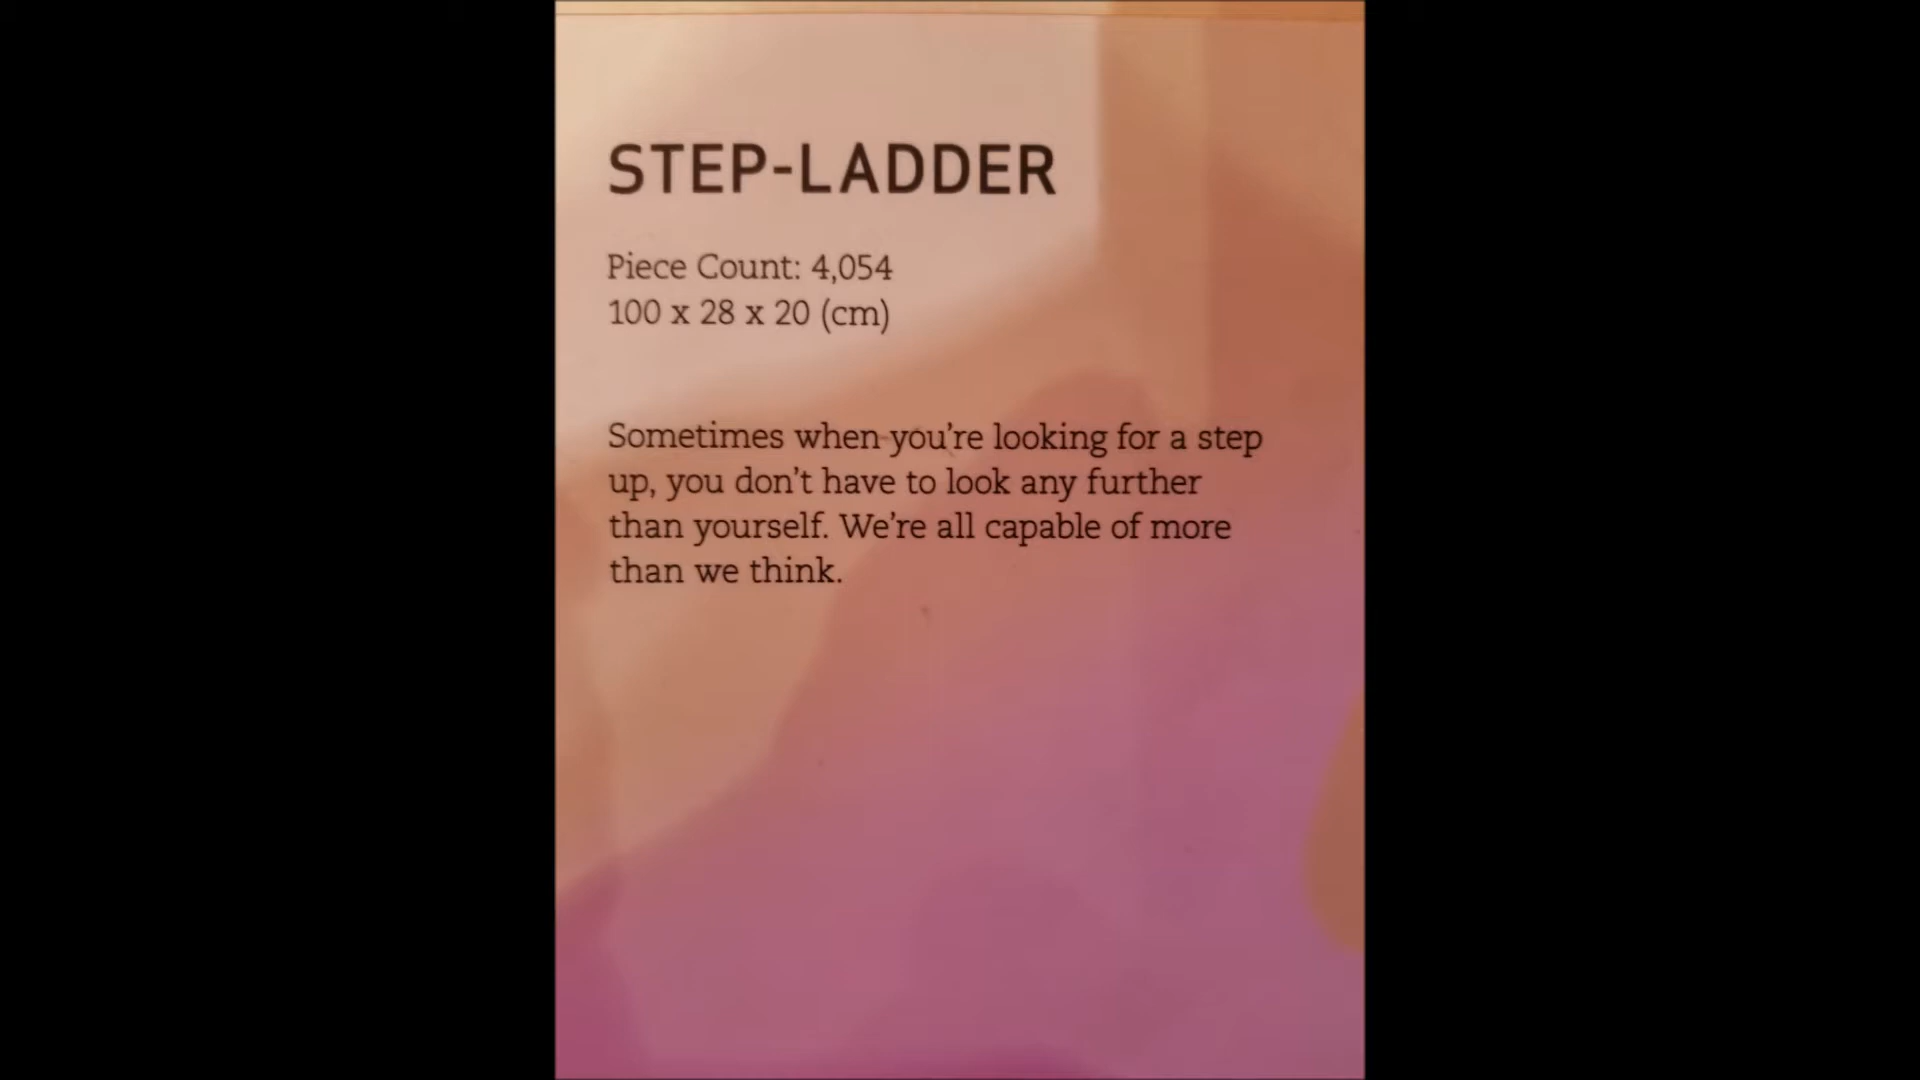 STEP-LADDER
Piece Count: 4,054
100 x 28 x 20 (cm)
Sometimes when you're looking for a step
up, you don't have to look any further
than yourself. We're all capable of more
than we think.